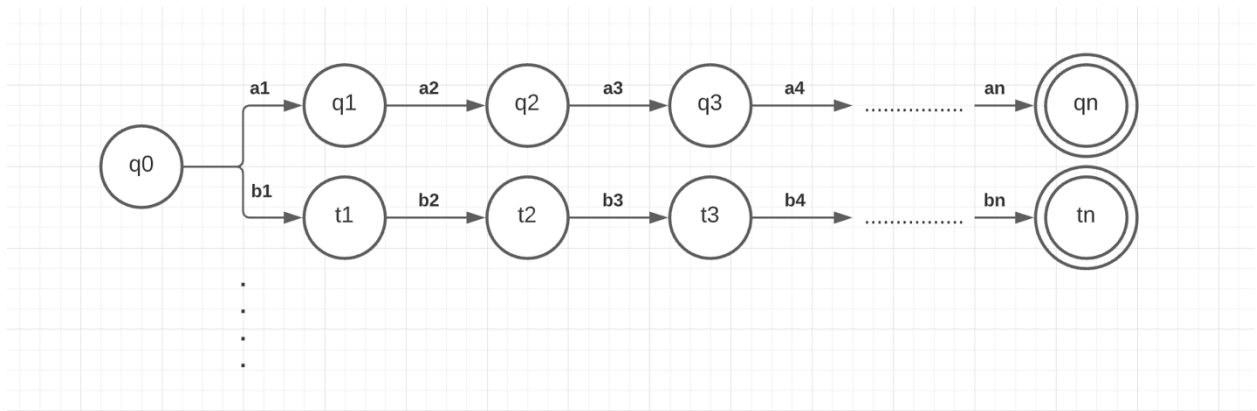 a1 a2 a3 a4 an
q1 q2 q3 ................ qn
q0
b1 b2 b3 b4 bn
t1 t2 t3 ................ tn
.
.
.
.